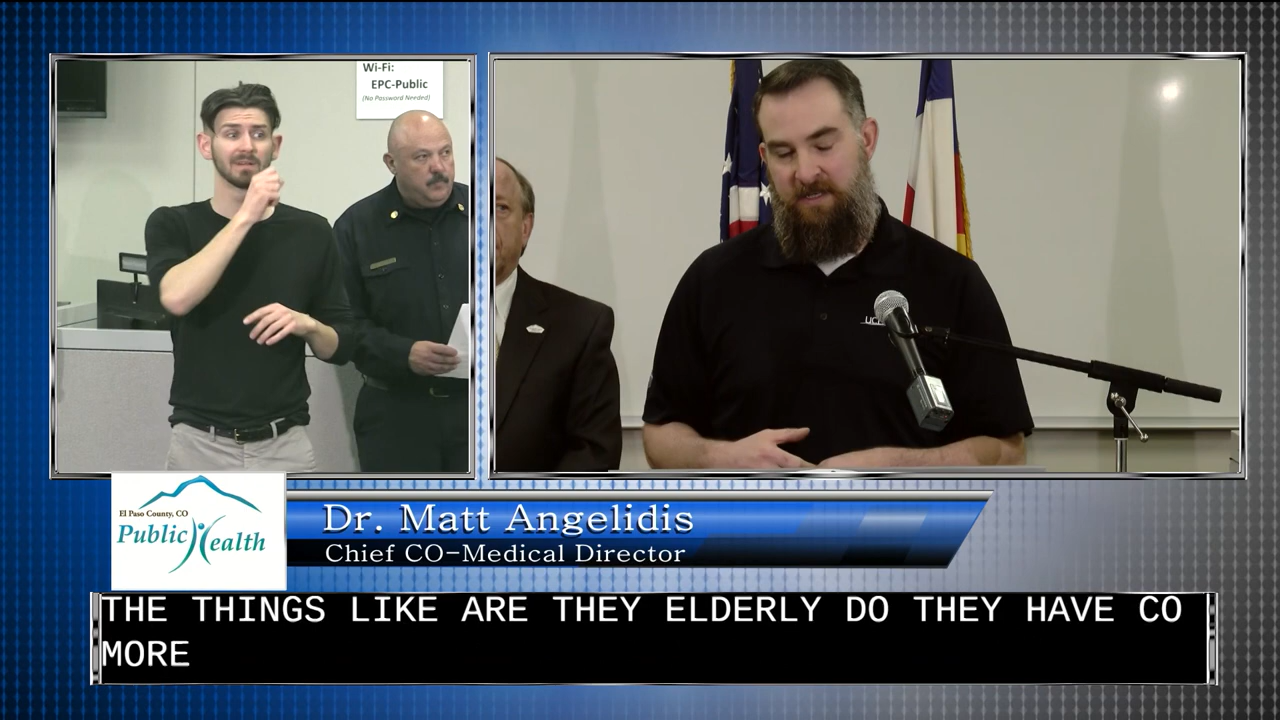 Wi-Fi:
EPC-Public
(No Password Needed)
El Paso County, CO
Public Health
Dr. Matt Angelidis
Chief CO-Medical Director
THE THINGS LIKE ARE THEY ELDERLY DO THEY HAVE CO
MORE